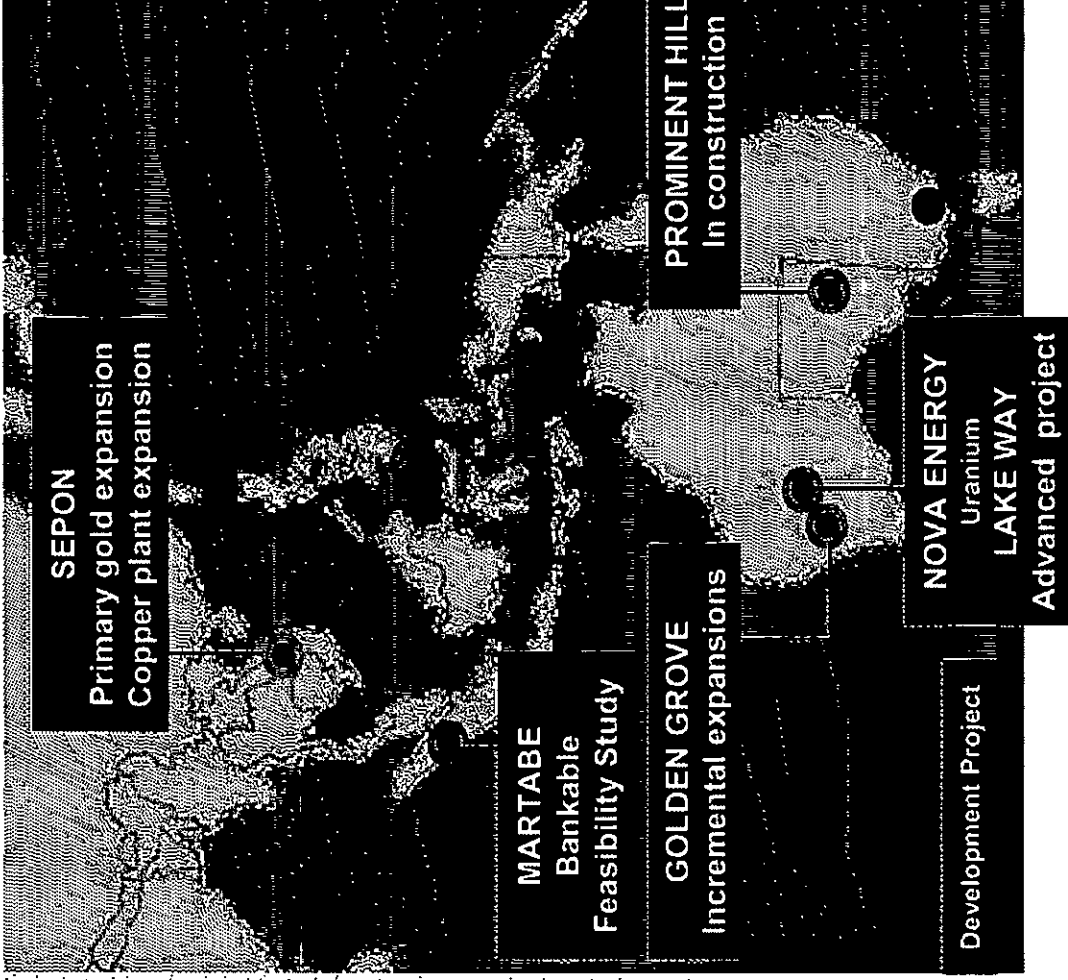 SEPON
Primary gold expansion
Copper plant expansion
MARTABE
Bankable
Feasibility Study
GOLDEN GROVE
Incremental expansions
PROMINENT HILL
In construction
NOVA ENERGY
Uranium
LAKE WAY
Advanced project
Development Project